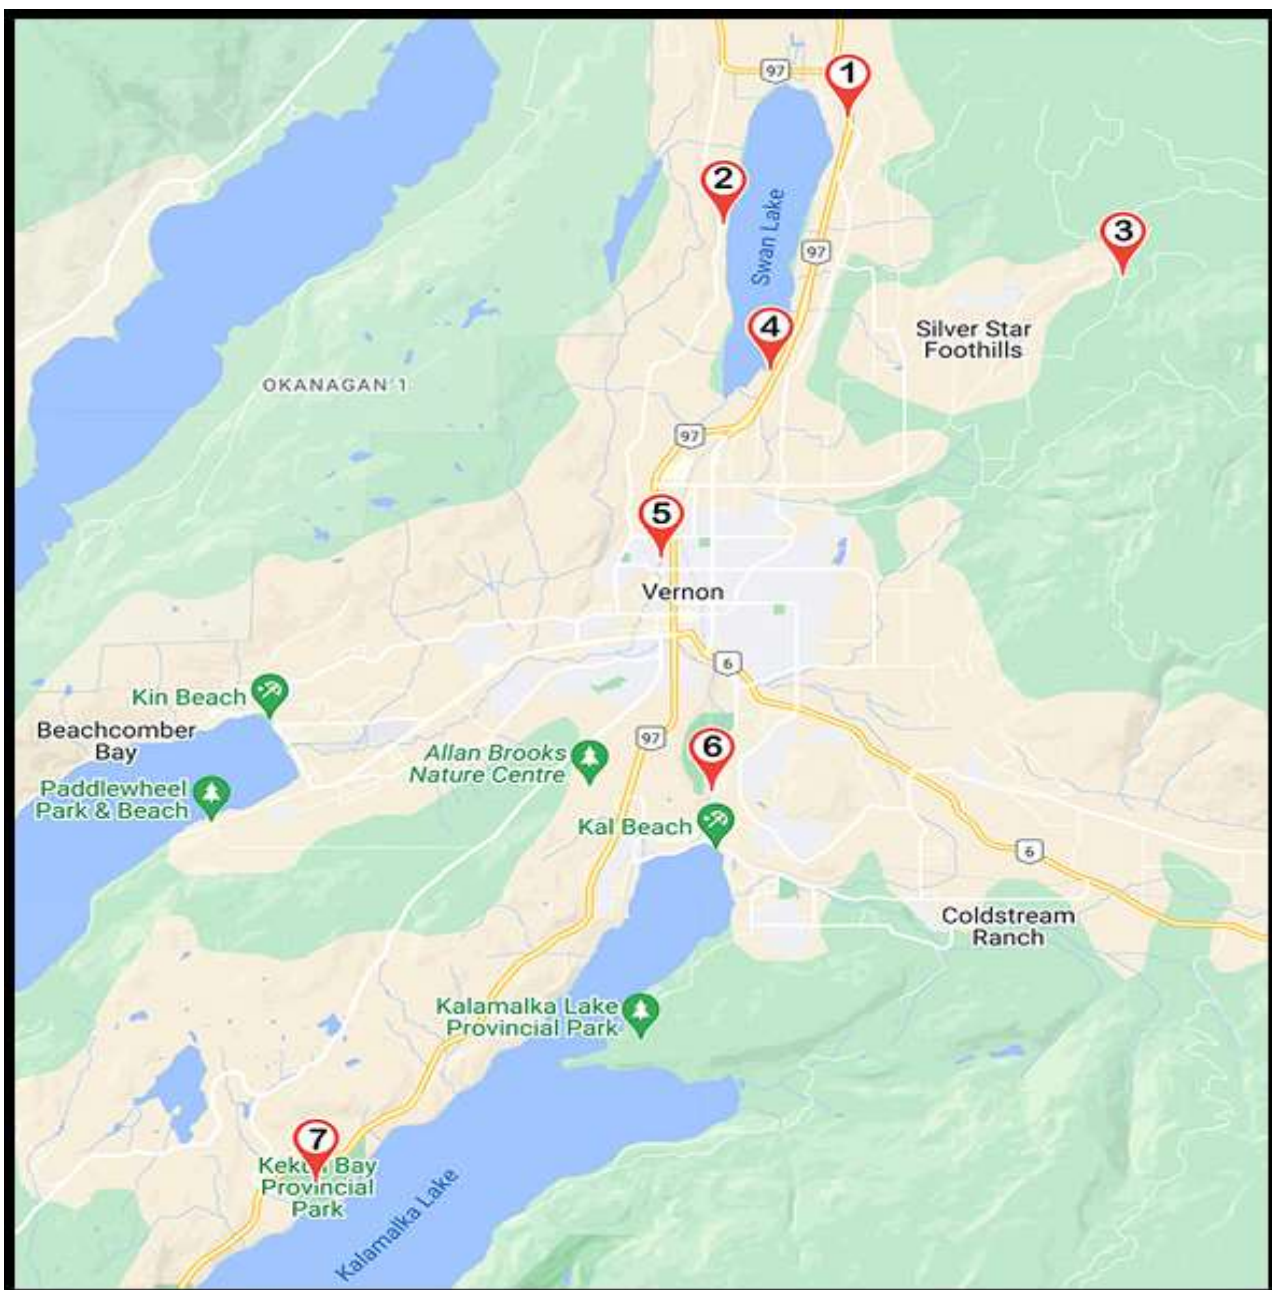 97
1
2
Swan Lake
3
97
4
Silver Star
Foothills
OKANAGAN 1
97
5
Vernon
6
Kin Beach
Beachcomber
Bay
97
Allan Brooks
Nature Centre
6
Paddlewheel
Park & Beach
Kal Beach
6
Coldstream
Ranch
Kalamalka Lake
Provincial Park
7
Bay
Provincial
Park
Kalamalka Lake